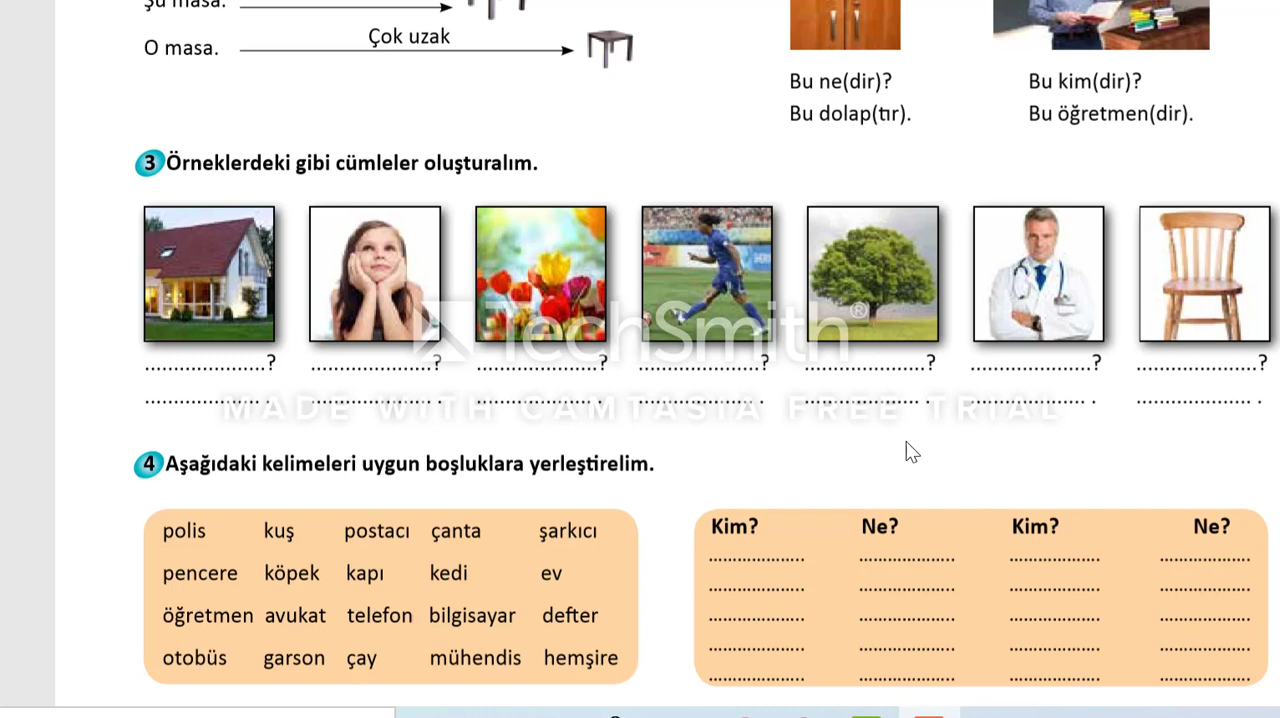 Şu masa.
Çok uzak
O masa.
Bu ne(dir)?
Bu dolap(tır).
Bu kim(dir)?
Bu öğretmen(dir).
3 Örneklerdeki gibi cümleler oluşturalım.
.....................? .....................? .....................? .....................? .....................? .....................? .....................?
.................... . .................... . .................... . .................... . .................... . .................... . .................... .
TechSmith®
MADE WITH CAMTASIA FREE TRIAL
4 Aşağıdaki kelimeleri uygun boşluklara yerleştirelim.
polis kuş postacı çanta şarkıcı
pencere köpek kapı kedi ev
öğretmen avukat telefon bilgisayar defter
otobüs garson çay mühendis hemşire
Kim? Ne? Kim? Ne?